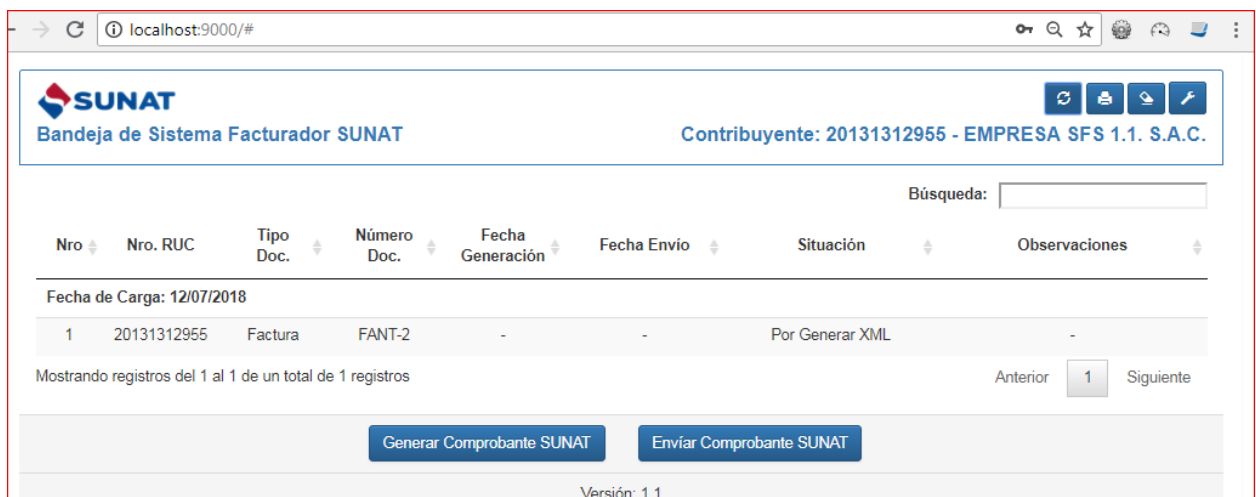 localhost:9000/#
SUNAT
Bandeja de Sistema Facturador SUNAT
Contribuyente: 20131312955 - EMPRESA SFS 1.1. S.A.C.
Búsqueda:
Nro Nro. RUC Tipo Doc. Número Doc. Fecha Generación Fecha Envío Situación Observaciones
Fecha de Carga: 12/07/2018
1 20131312955 Factura FANT-2 - - Por Generar XML -
Mostrando registros del 1 al 1 de un total de 1 registros
Anterior 1 Siguiente
Generar Comprobante SUNAT Envíar Comprobante SUNAT
Versión: 1.1